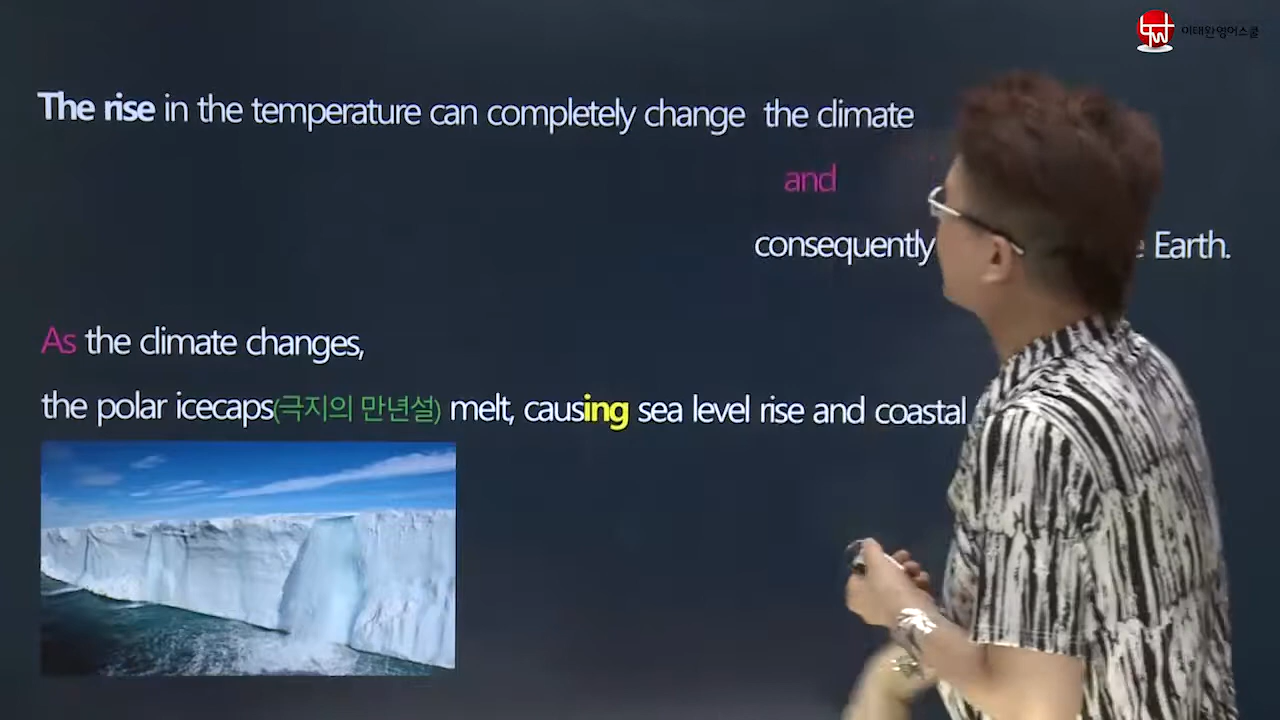 이태완영어스쿨
The rise in the temperature can completely change the climate
and
consequently Earth.
As the climate changes,
the polar icecaps(극지의 만년설) melt, causing sea level rise and coastal